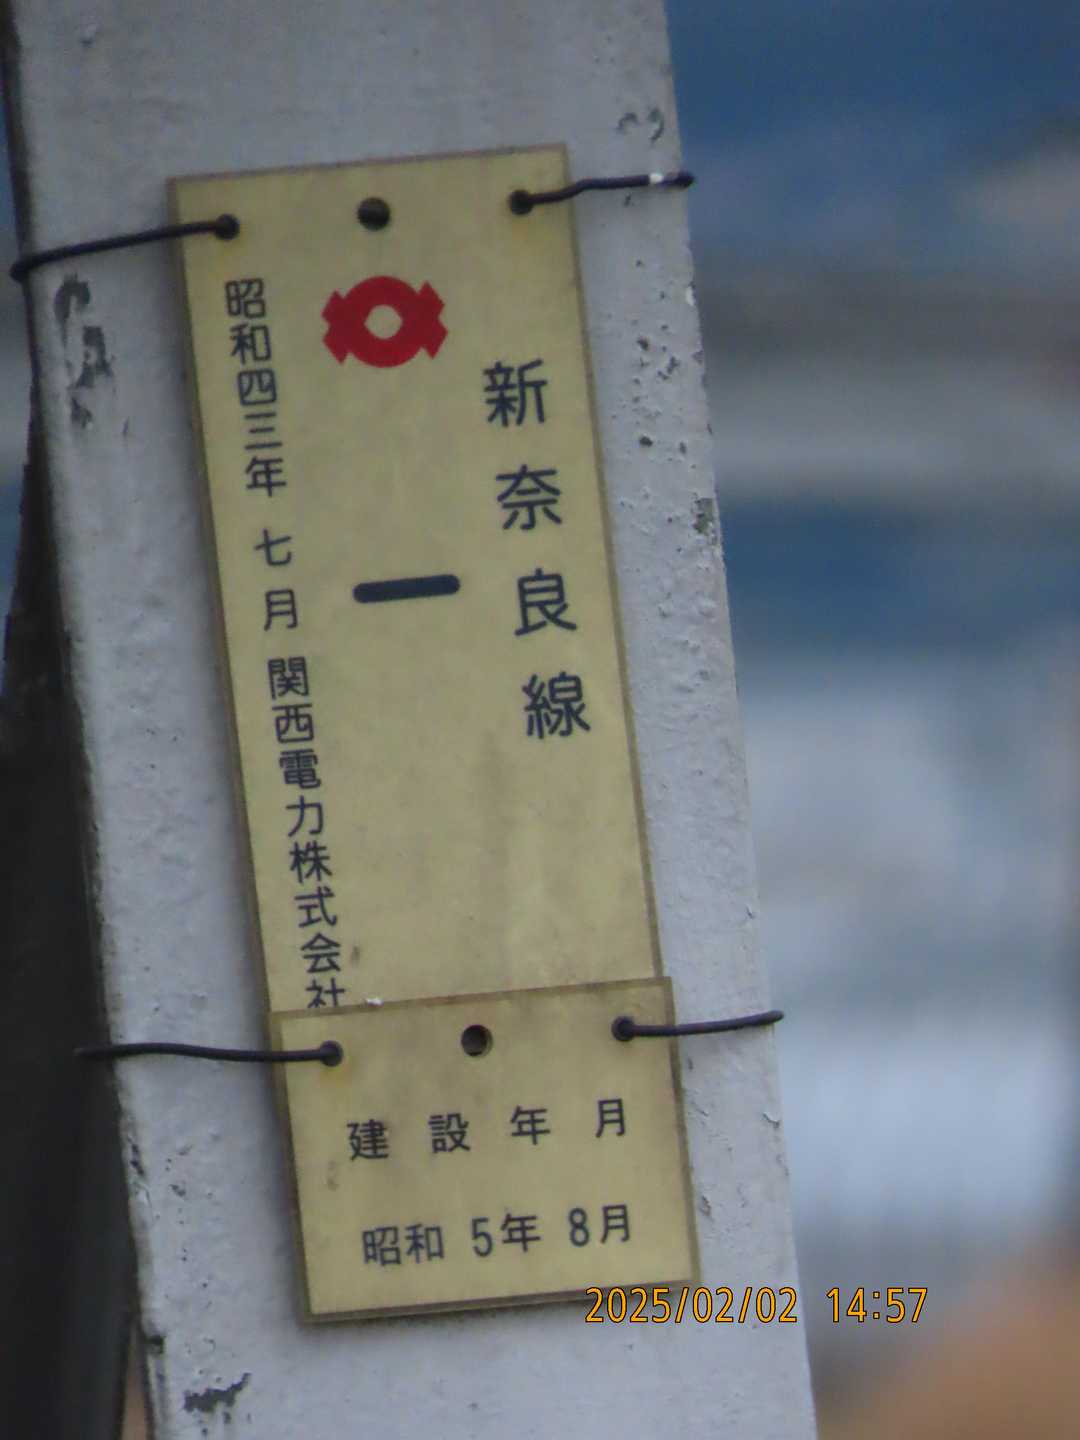 新奈良線
一
昭和四三年 七月 関西電力株式会社
建設年月
昭和 5年 8月
2025/02/02 14:57